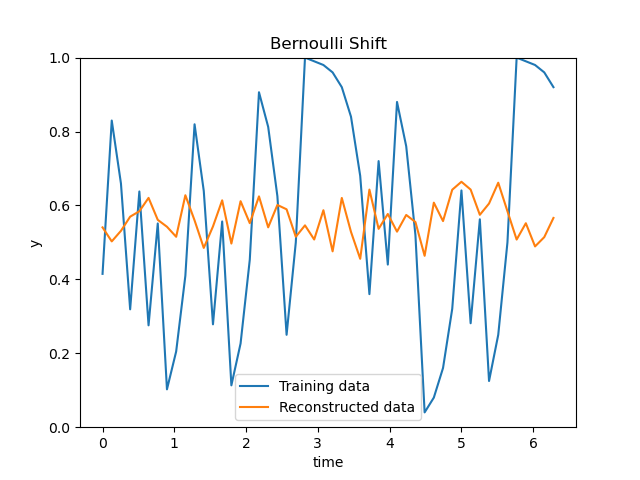 Bernoulli Shift
1.0
0.8
0.6
0.4
0.2
0.0
y
0 1 2 3 4 5 6
time
Training data
Reconstructed data